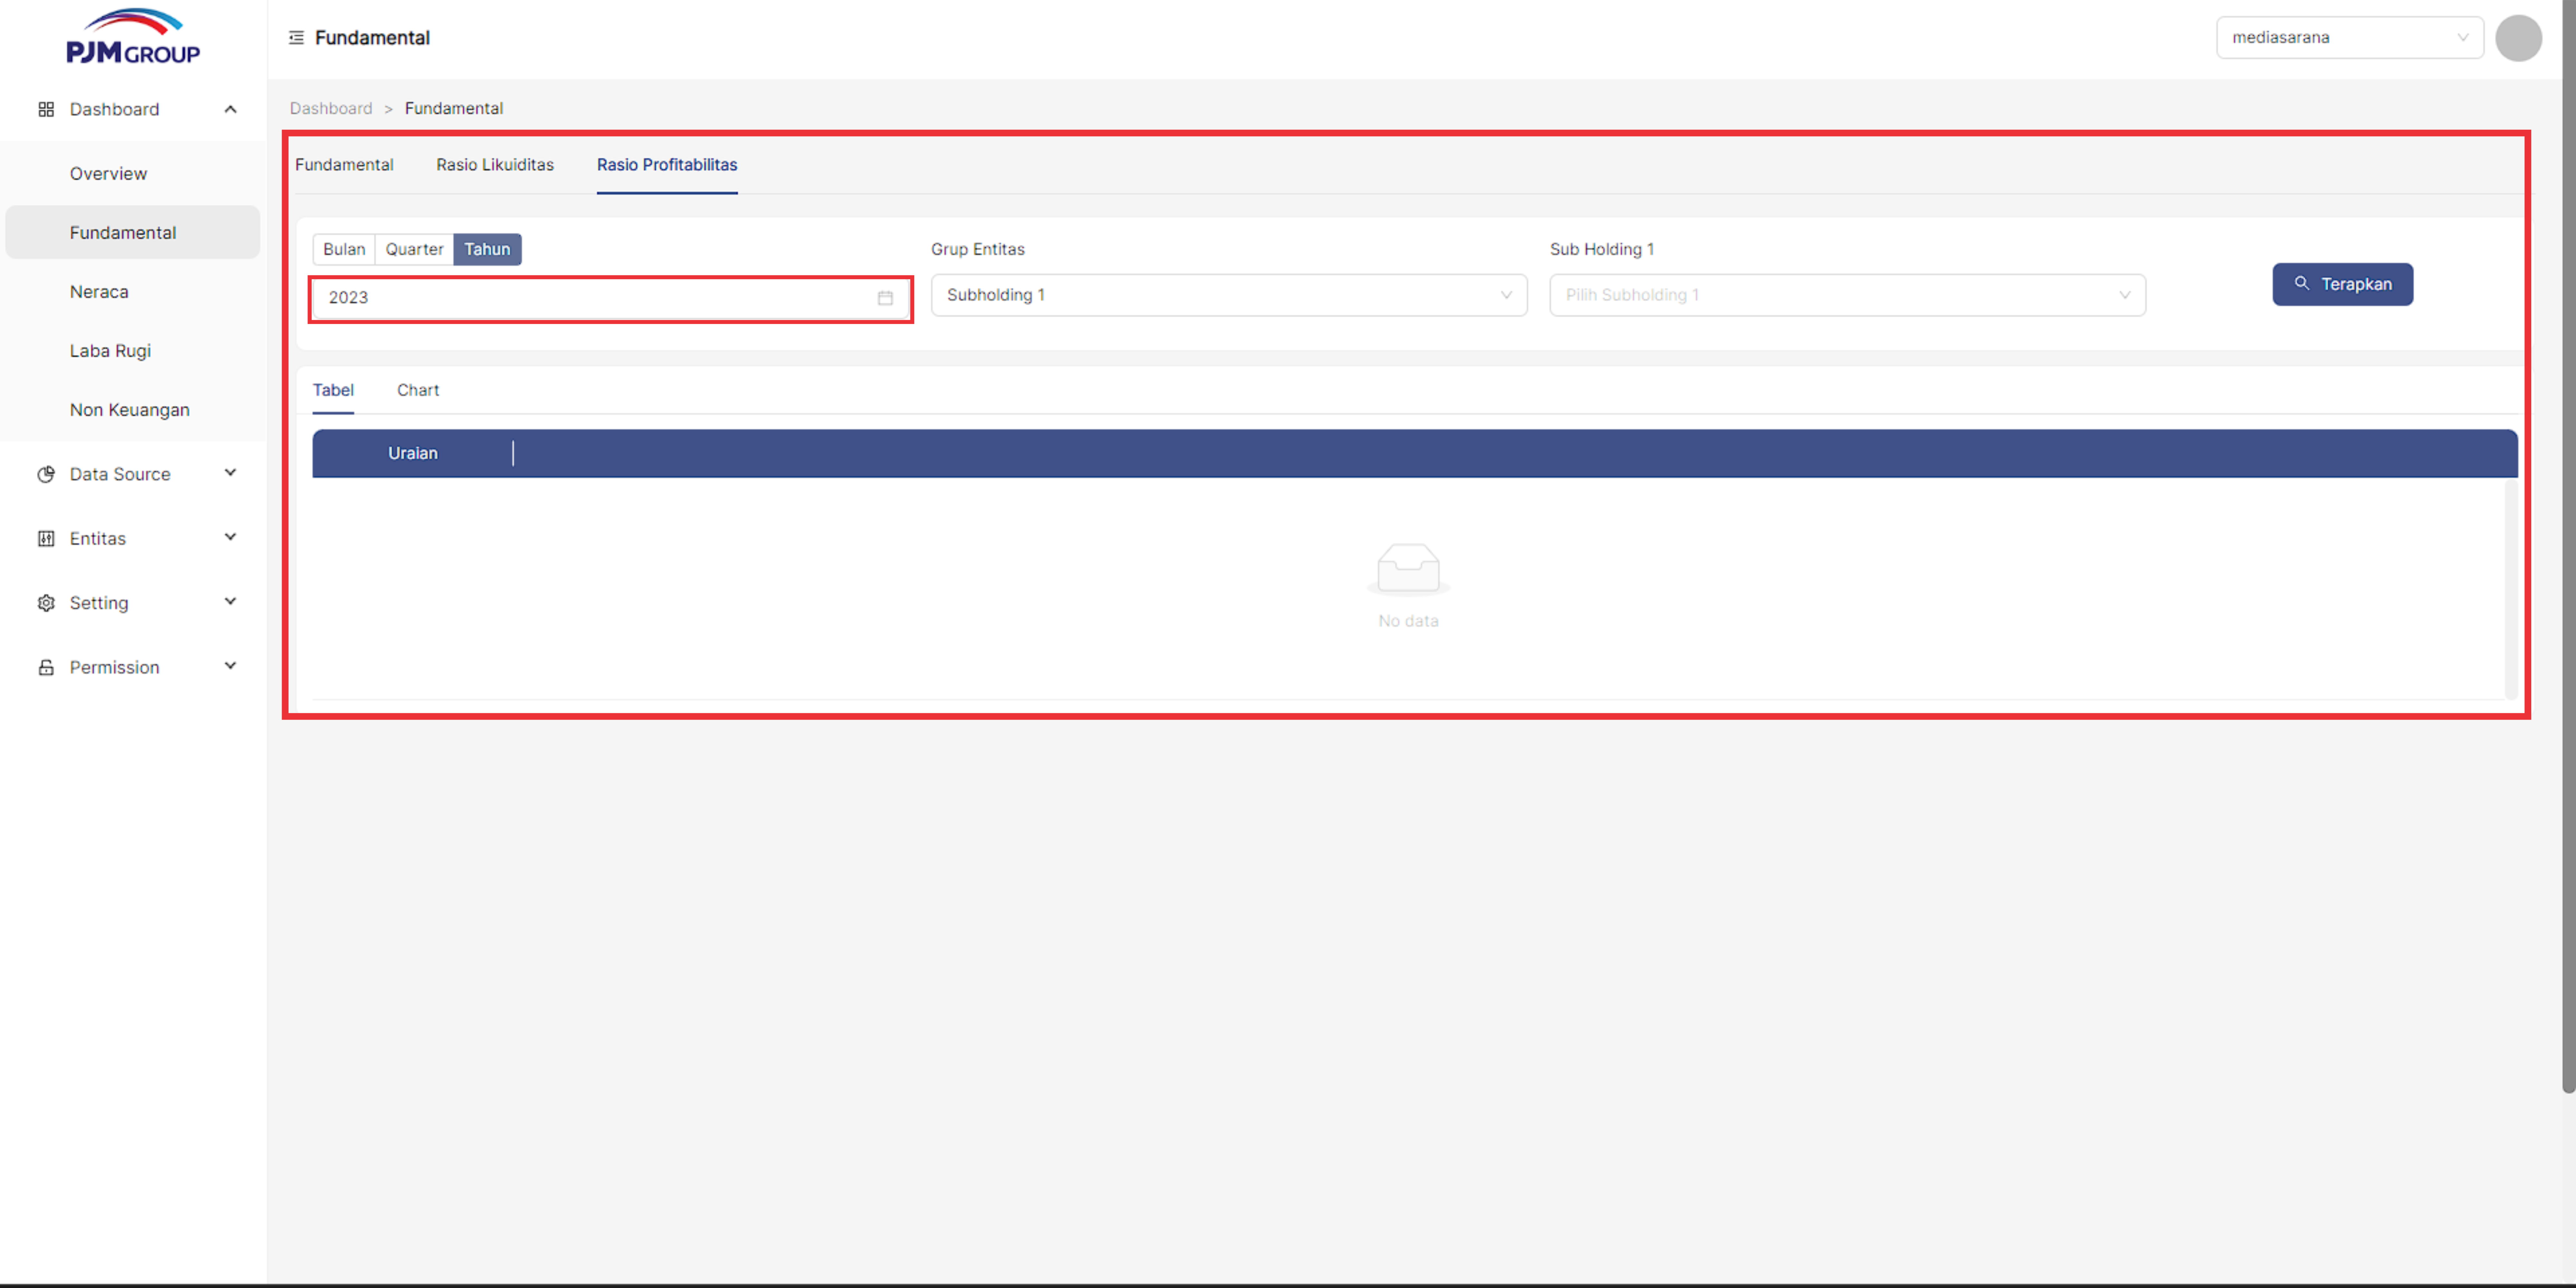 PJM GROUP
Fundamental
mediasarana
Dashboard
Overview
Fundamental
Neraca
Laba Rugi
Non Keuangan
Data Source
Entitas
Setting
Permission
Dashboard > Fundamental
Fundamental Rasio Likuiditas Rasio Profitabilitas
Bulan Quarter Tahun Grup Entitas Sub Holding 1
2023 Subholding 1 Pilih Subholding 1 Terapkan
Tabel Chart
Uraian
No data